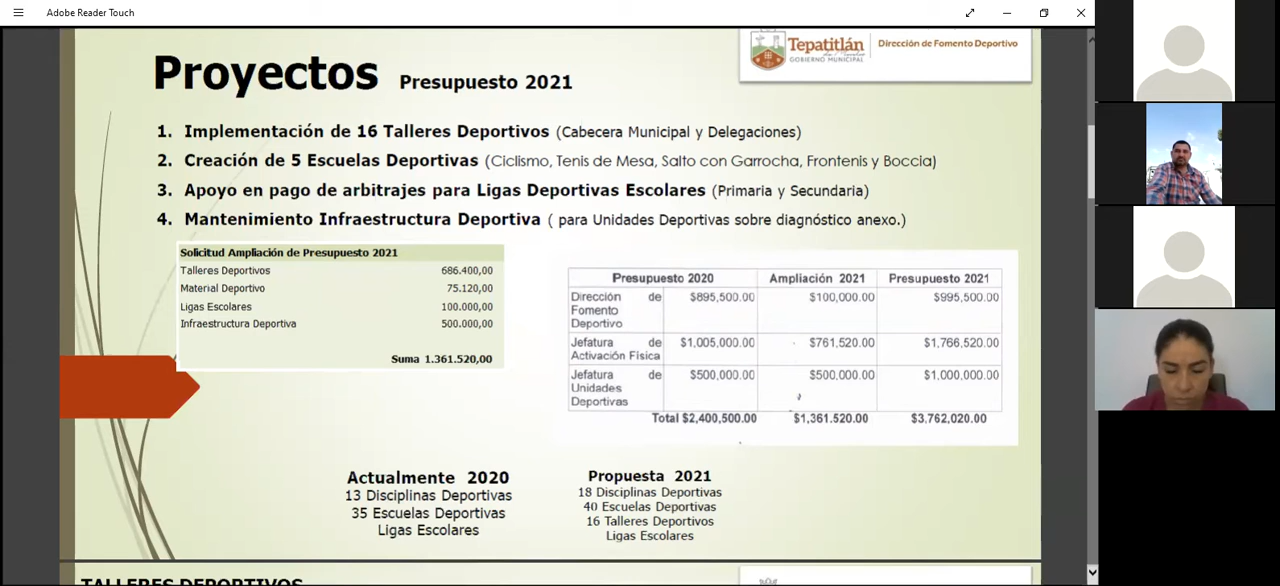 Adobe Reader Touch
Tepatitlán
GOBIERNO MUNICIPAL
Dirección de Fomento Deportivo
Proyectos Presupuesto 2021
1. Implementación de 16 Talleres Deportivos (Cabecera Municipal y Delegaciones)
2. Creación de 5 Escuelas Deportivas (Ciclismo, Tenis de Mesa, Salto con Garrocha, Frontenis y Boccia)
3. Apoyo en pago de arbitrajes para Ligas Deportivas Escolares (Primaria y Secundaria)
4. Mantenimiento Infraestructura Deportiva ( para Unidades Deportivas sobre diagnóstico anexo.)
Solicitud Ampliación de Presupuesto 2021
Talleres Deportivos 686.400,00
Material Deportivo 75.120,00
Ligas Escolares 100.000,00
Infraestructura Deportiva 500.000,00
Suma 1.361.520,00
Presupuesto 2020 Ampliación 2021 Presupuesto 2021
Dirección de $895,500.00 $100,000.00 $995,500.00
Fomento
Deportivo
Jefatura de $1,005,000.00 $761,520.00 $1,766,520.00
Activación Física
Jefatura de $500,000.00 $500,000.00 $1,000,000.00
Unidades
Deportivas
Total $2,400,500.00 $1,361.520.00 $3,762,020.00
Actualmente 2020
13 Disciplinas Deportivas
35 Escuelas Deportivas
Ligas Escolares
Propuesta 2021
18 Disciplinas Deportivas
40 Escuelas Deportivas
16 Talleres Deportivos
Ligas Escolares
TALLERES DEPORTIVOS